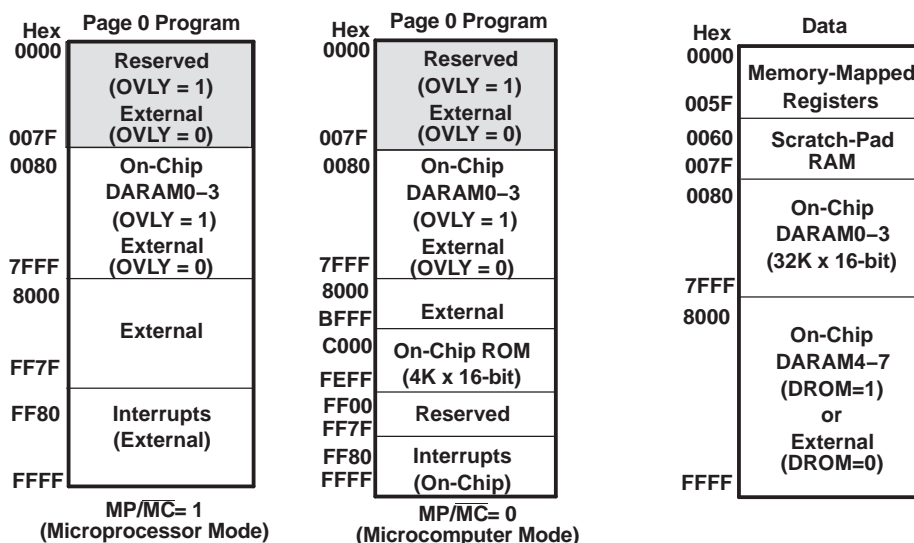 Hex Page 0 Program
0000
Reserved
(OVLY = 1)
External
(OVLY = 0)
007F
0080
On-Chip
DARAM0−3
(OVLY = 1)
External
(OVLY = 0)
7FFF
8000
External
FF7F
FF80
Interrupts
(External)
FFFF
MP/MC= 1
(Microprocessor Mode)
Hex Page 0 Program
0000
Reserved
(OVLY = 1)
External
(OVLY = 0)
007F
0080
On-Chip
DARAM0−3
(OVLY = 1)
External
(OVLY = 0)
7FFF
8000
External
BFFF
C000
On-Chip ROM
(4K x 16-bit)
FEFF
FF00
Reserved
FF7F
FF80
Interrupts
(On-Chip)
FFFF
MP/MC= 0
(Microcomputer Mode)
Hex Data
0000
Memory-Mapped
Registers
005F
0060
Scratch-Pad
RAM
007F
0080
On-Chip
DARAM0−3
(32K x 16-bit)
7FFF
8000
On-Chip
DARAM4−7
(DROM=1)
or
External
(DROM=0)
FFFF